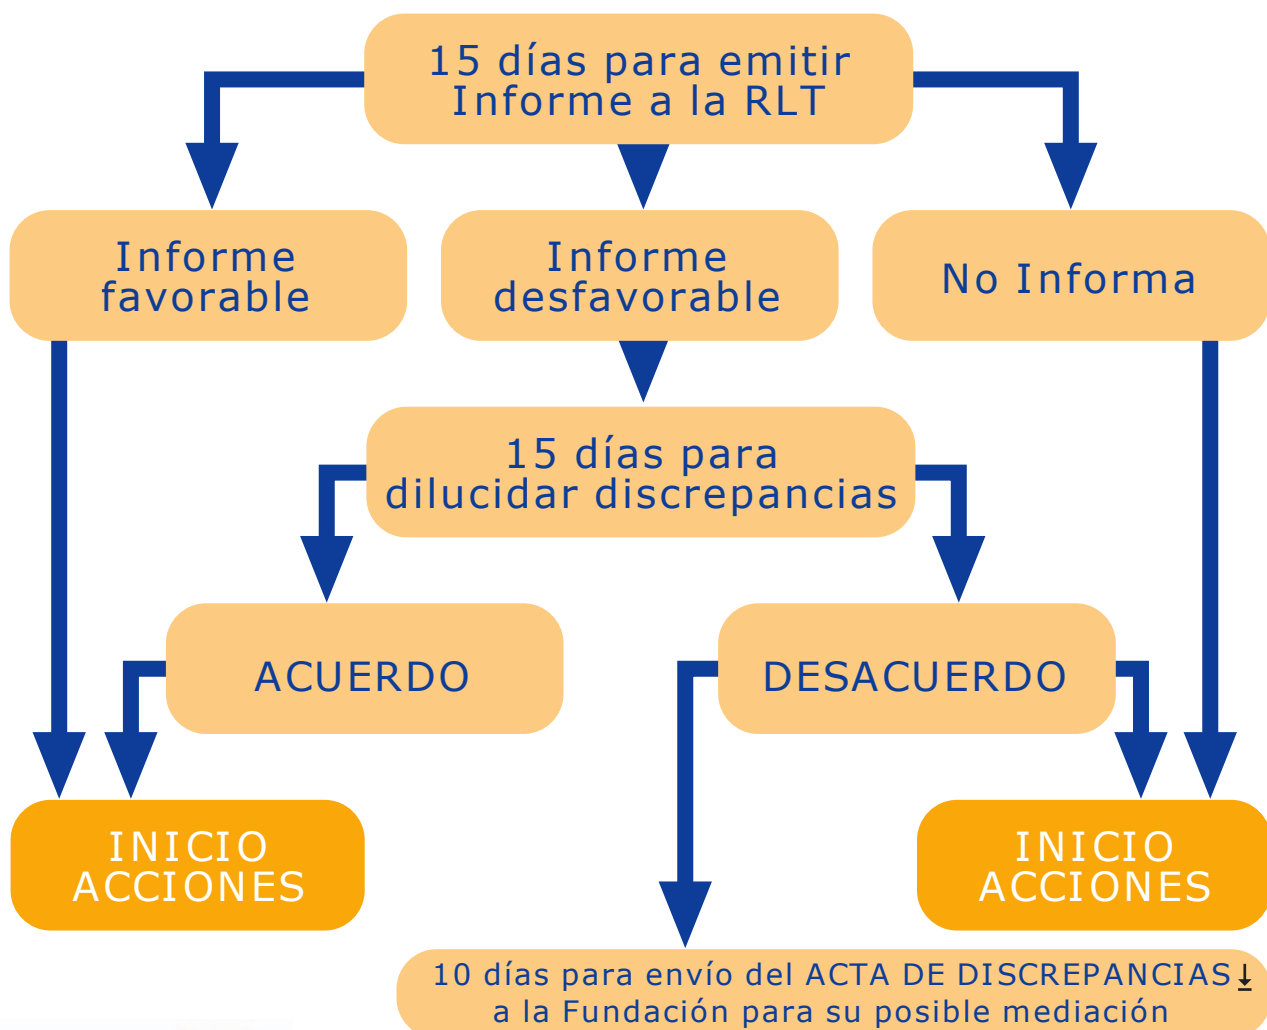 15 días para emitir
Informe a la RLT
Informe
favorable
Informe
desfavorable
No Informa
15 días para
dilucidar discrepancias
ACUERDO
DESACUERDO
INICIO
ACCIONES
INICIO
ACCIONES
10 días para envío del ACTA DE DISCREPANCIAS
a la Fundación para su posible mediación